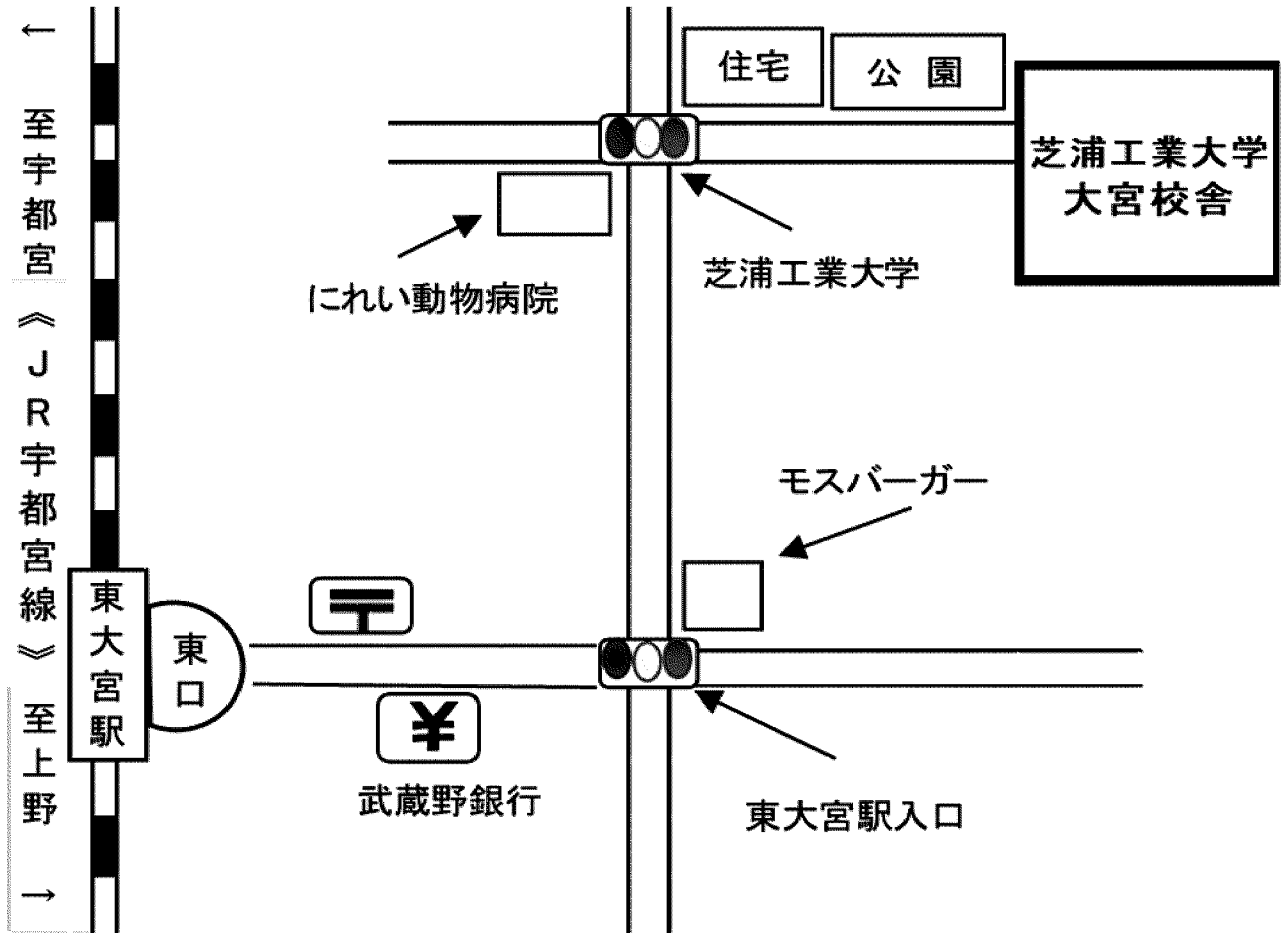 ← 至宇都宮《JR宇都宮線》至上野 →
住宅
公 園
芝浦工業大学
大宮校舎
芝浦工業大学
にれい動物病院
モスバーガー
〒
東大宮駅
東口
¥
武蔵野銀行
東大宮駅入口